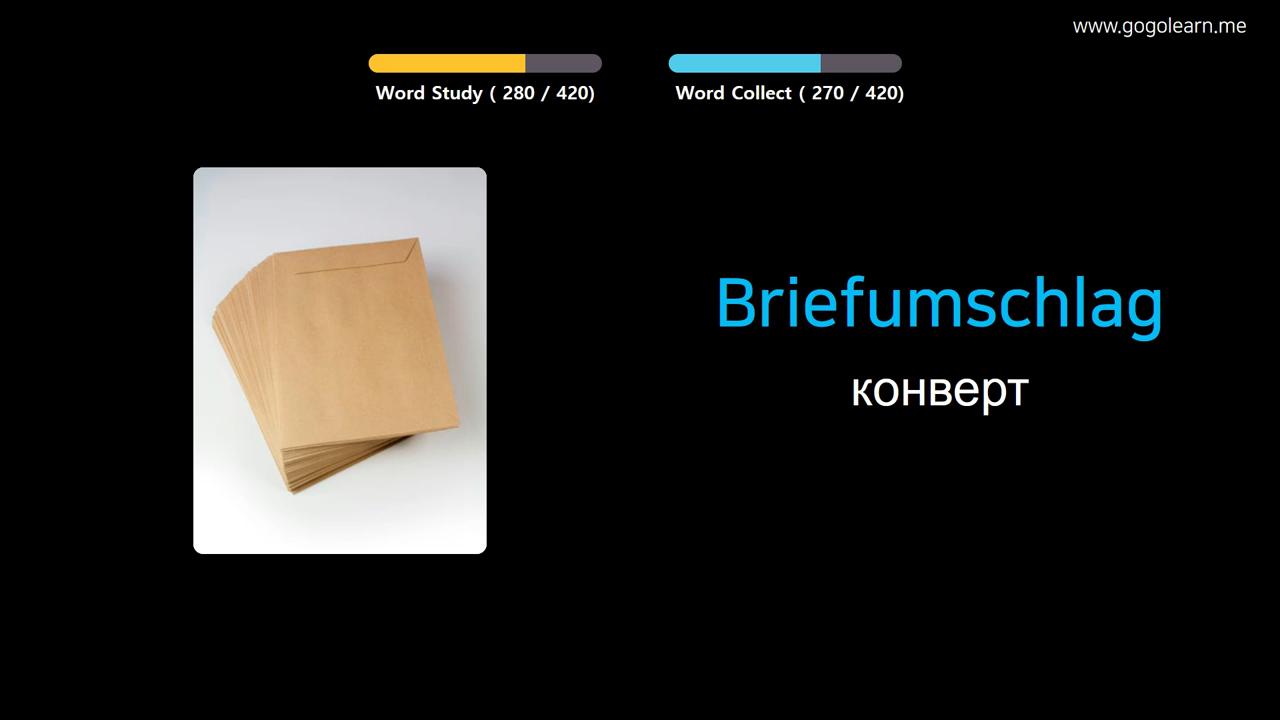 www.gogolearn.me
Word Study ( 280 / 420)
Word Collect ( 270 / 420)
Briefumschlag
конверт